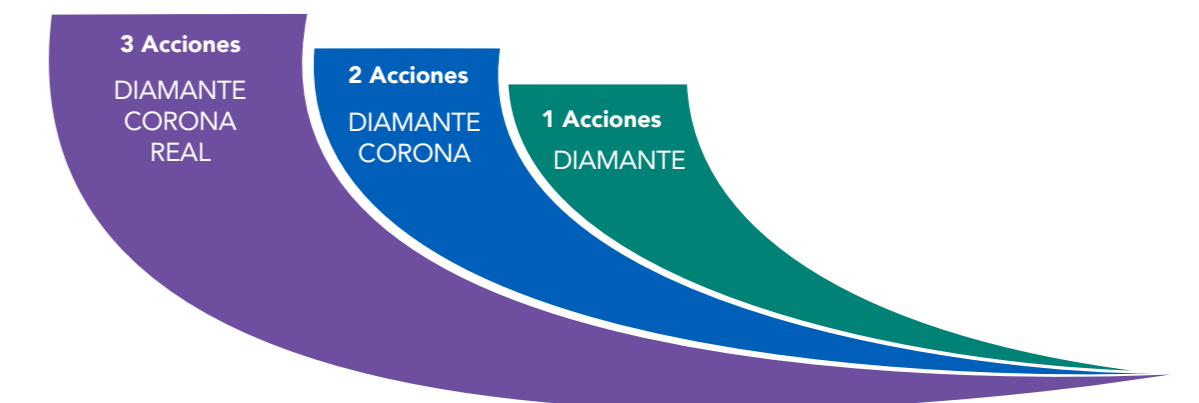 3 Acciones
DIAMANTE
CORONA
REAL
2 Acciones
DIAMANTE
CORONA
1 Acciones
DIAMANTE